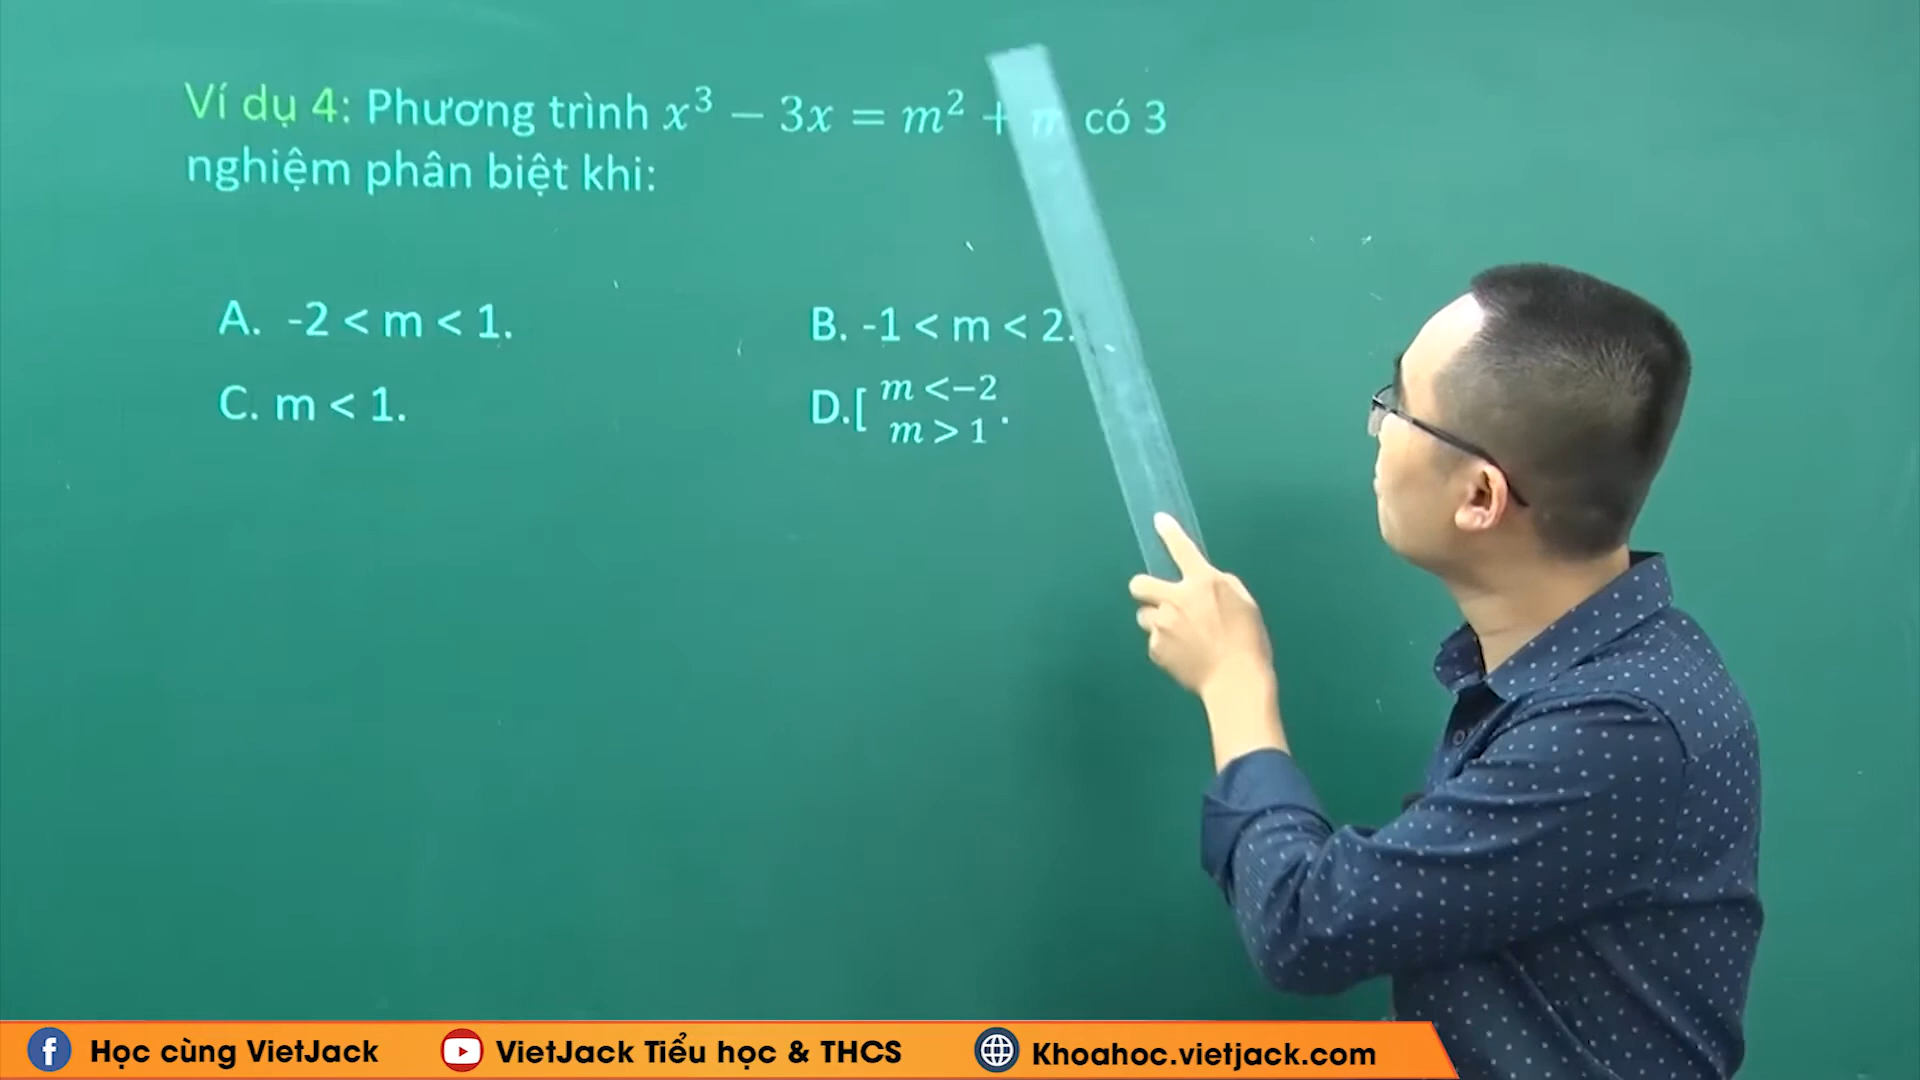 Ví dụ 4: Phương trình x³ − 3x = m² + m có 3
nghiệm phân biệt khi:
A. -2 < m < 1.
B. -1 < m < 2.
C. m < 1.
D.[ m <−2
m > 1 .
Học cùng VietJack
VietJack Tiểu học & THCS
Khoahoc.vietjack.com